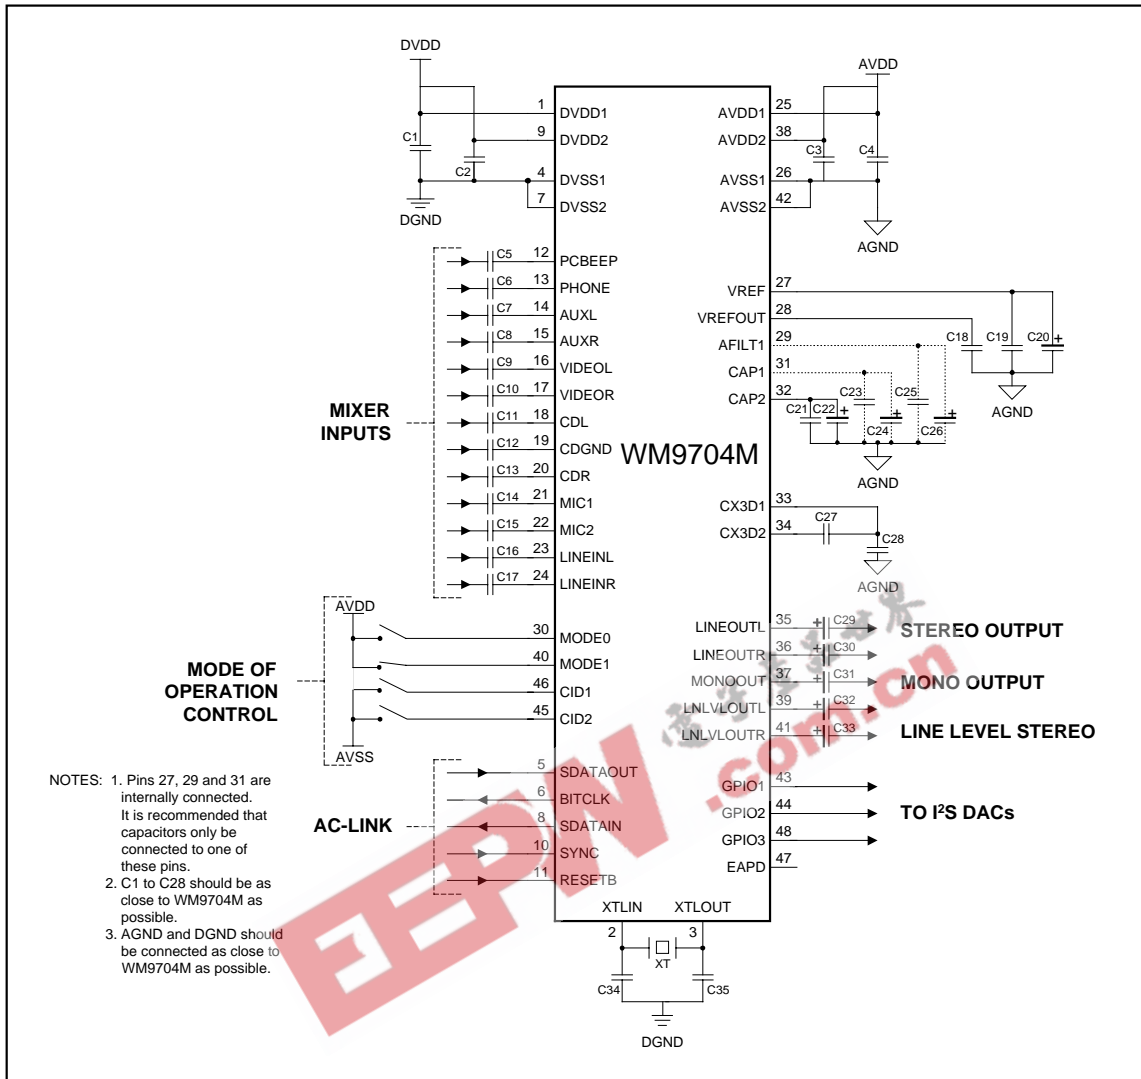 DVDD
AVDD
1 DVDD1
9 DVDD2
4 DVSS1
7 DVSS2
C1
C2
DGND
AVDD1 25
AVDD2 38
AVSS1 26
AVSS2 42
C3
C4
AGND
MIXER
INPUTS
C5 12 PCBEEP
C6 13 PHONE
C7 14 AUXL
C8 15 AUXR
C9 16 VIDEOL
C10 17 VIDEOR
C11 18 CDL
C12 19 CDGND
C13 20 CDR
C14 21 MIC1
C15 22 MIC2
C16 23 LINEINL
C17 24 LINEINR
WM9704M
VREF 27
VREFOUT 28
AFILT1 29
CAP1 31
CAP2 32
C18
C19
C20
+
AGND
C21
C22
+
C23
C24
+
C25
C26
+
AGND
CX3D1 33
CX3D2 34
C27
C28
AGND
MODE OF
OPERATION
CONTROL
AVDD
30 MODE0
40 MODE1
46 CID1
45 CID2
AVSS
LINEOUTL 35 + C29
LINEOUTR 36 + C30
MONOOUT 37 + C31
LNLVLOUTL 39 + C32
LNLVLOUTR 41 + C33
STEREO OUTPUT
MONO OUTPUT
LINE LEVEL STEREO
AC-LINK
5 SDATAOUT
6 BITCLK
8 SDATAIN
10 SYNC
11 RESETB
GPIO1 43
GPIO2 44
GPIO3 48
EAPD 47
TO I²S DACs
XTLIN XTLOUT
2 3
XT
C34 C35
DGND
NOTES: 1. Pins 27, 29 and 31 are
internally connected.
It is recommended that
capacitors only be
connected to one of
these pins.
2. C1 to C28 should be as
close to WM9704M as
possible.
3. AGND and DGND should
be connected as close to
WM9704M as possible.
電子產品世界
EEPW
.com.cn